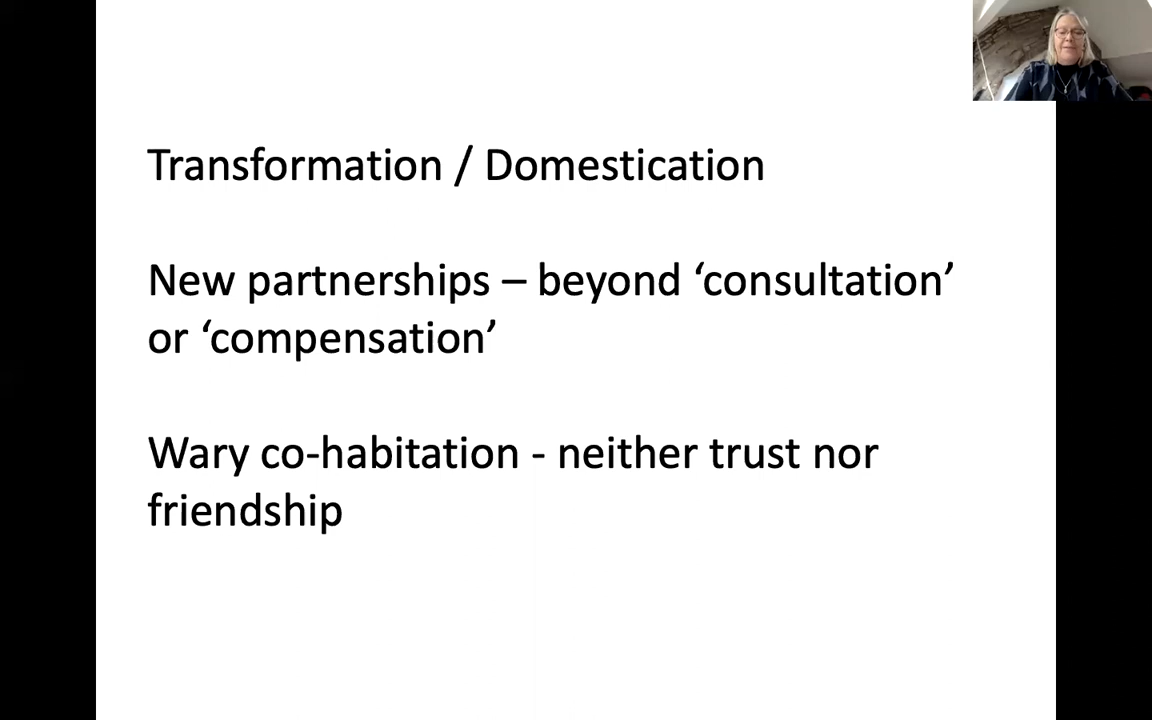 Transformation / Domestication
New partnerships – beyond ‘consultation’
or ‘compensation’
Wary co-habitation - neither trust nor
friendship